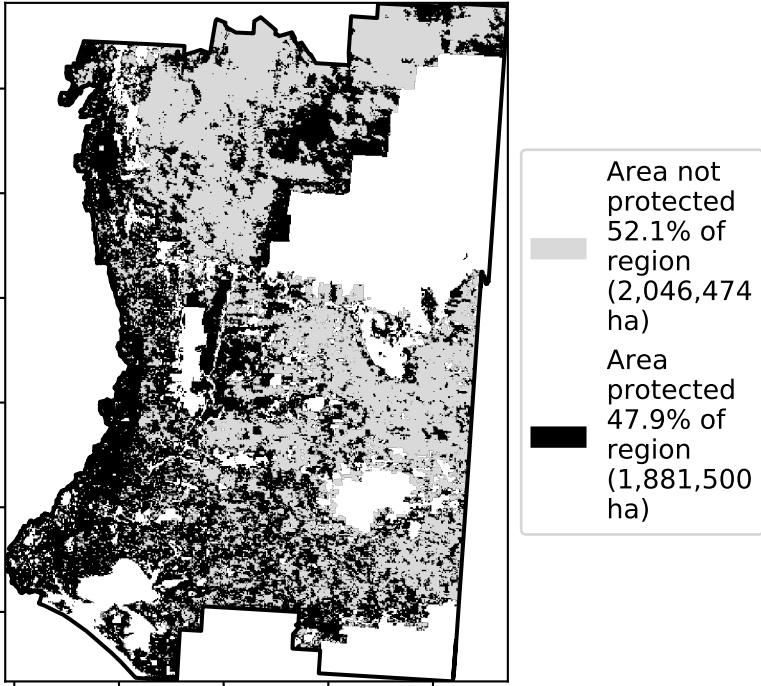 Area not
protected
52.1% of
region
(2,046,474
ha)
Area
protected
47.9% of
region
(1,881,500
ha)